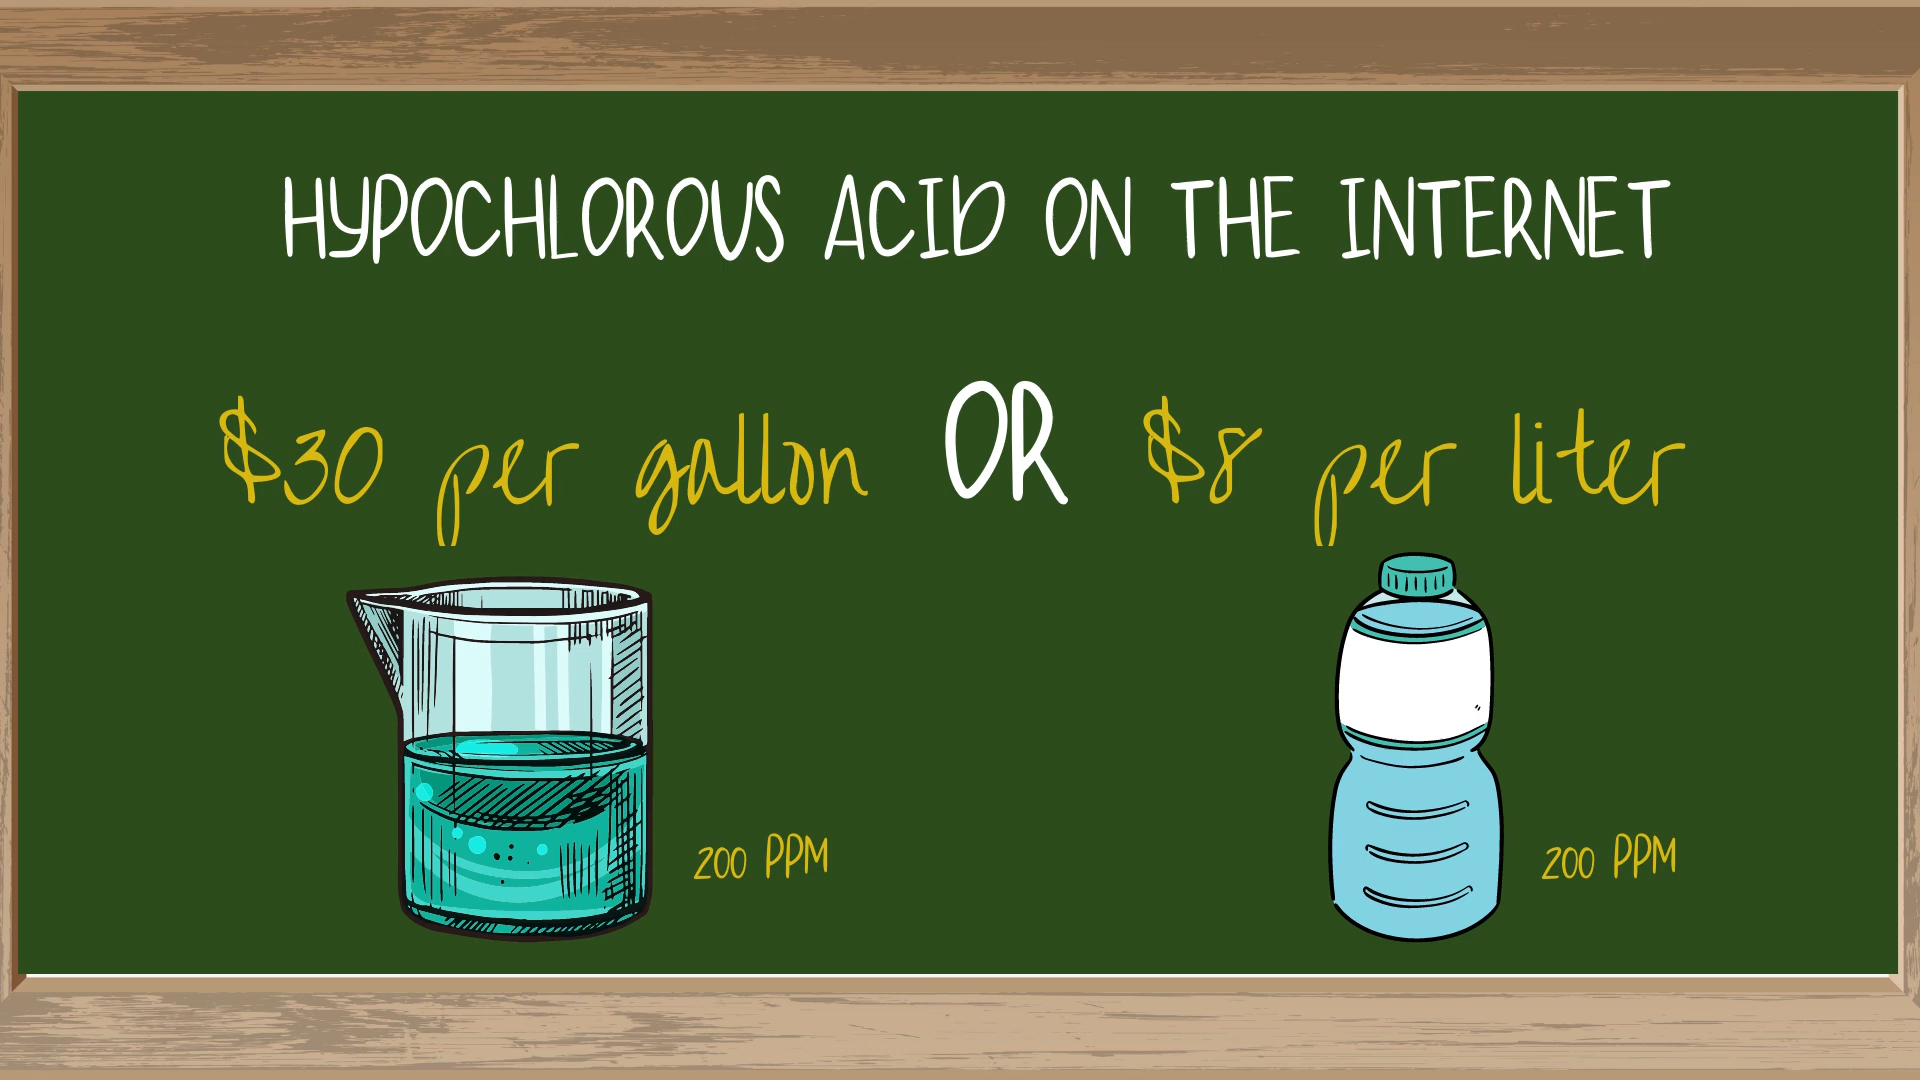 HYPOCHLOROUS ACID ON THE INTERNET
$30 per gallon OR $8 per liter
200 PPM 200 PPM